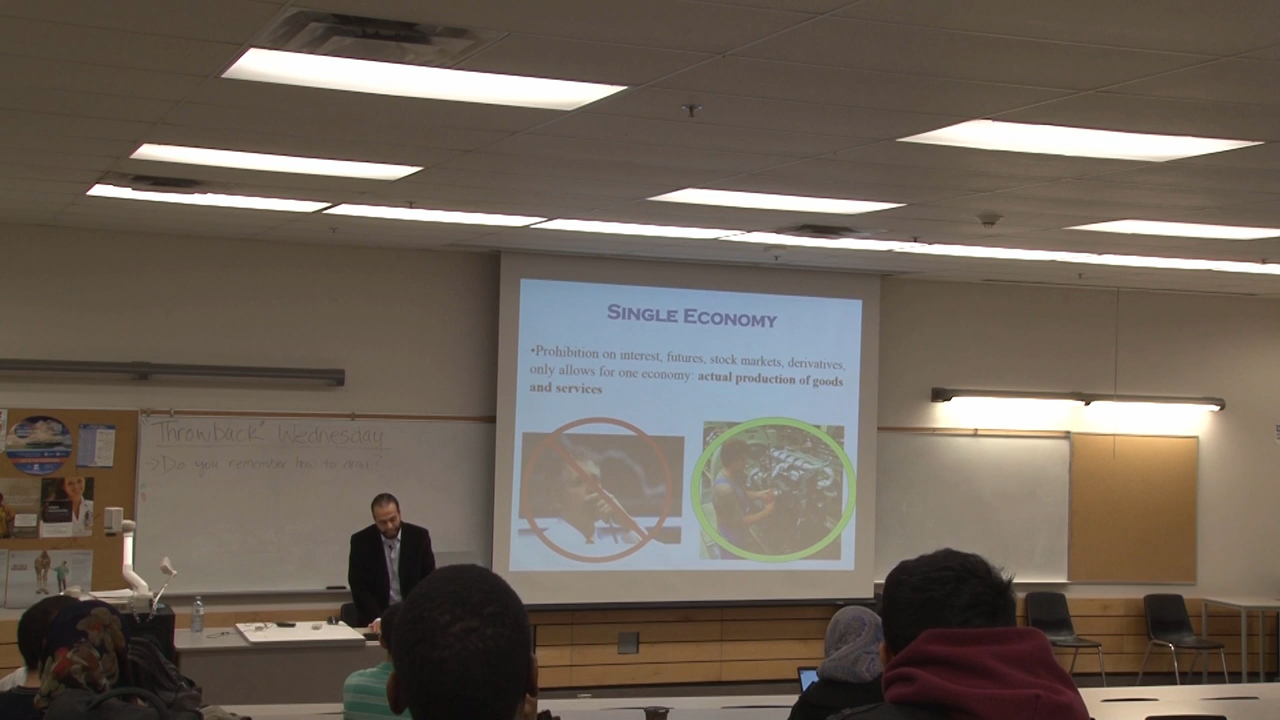 SINGLE ECONOMY
•Prohibition on interest, futures, stock markets, derivatives,
only allows for one economy: actual production of goods
and services
"Throwback" Wednesday
→Do you remember how to draw?